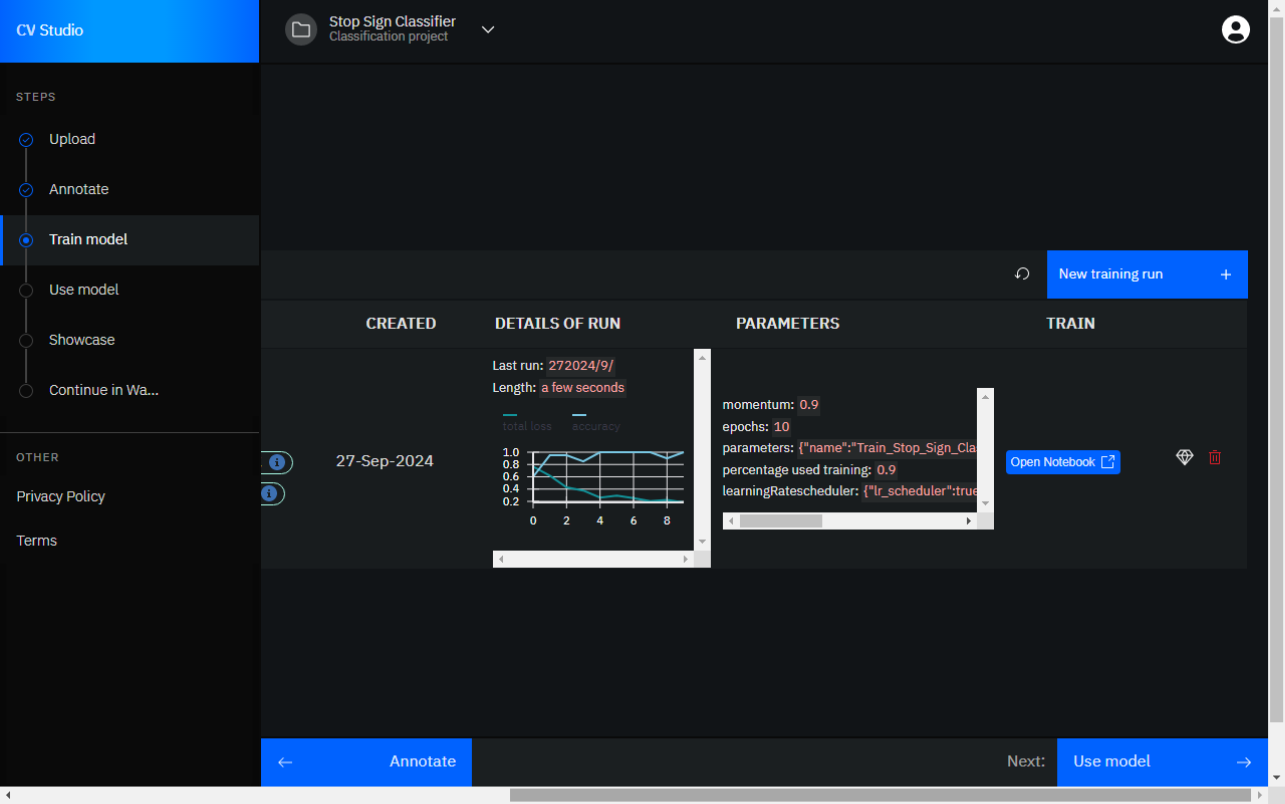 CV Studio
Stop Sign Classifier
Classification project
STEPS
Upload
Annotate
Train model
Use model
Showcase
Continue in Wa...
OTHER
Privacy Policy
Terms
New training run +
CREATED DETAILS OF RUN PARAMETERS TRAIN
27-Sep-2024
Last run: 272024/9/
Length: a few seconds
total loss accuracy
1.0
0.8
0.6
0.4
0.2
0 2 4 6 8
momentum: 0.9
epochs: 10
parameters: {"name":"Train_Stop_Sign_Cla
percentage used training: 0.9
learningRatescheduler: {"lr_scheduler":true
Open Notebook
Annotate
Next: Use model